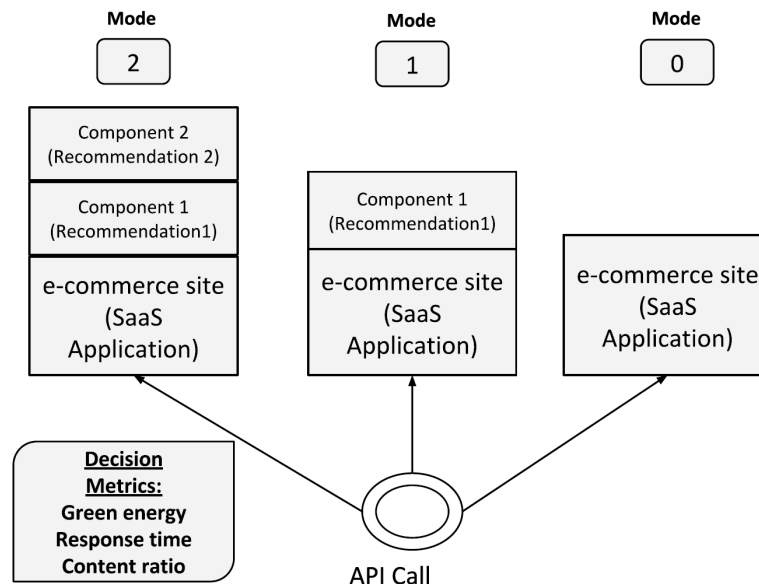 Mode
2
Component 2
(Recommendation 2)
Component 1
(Recommendation1)
e-commerce site
(SaaS
Application)
Mode
1
Component 1
(Recommendation1)
e-commerce site
(SaaS
Application)
Mode
0
e-commerce site
(SaaS
Application)
Decision
Metrics:
Green energy
Response time
Content ratio
API Call